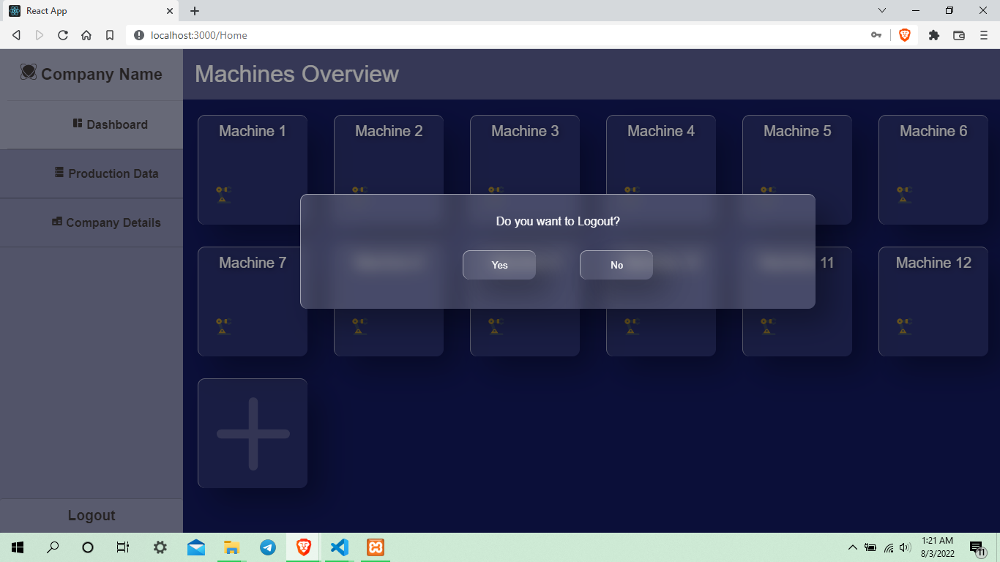 React App
localhost:3000/Home
Company Name
Machines Overview
Dashboard
Production Data
Company Details
Machine 1
Machine 2
Machine 3
Machine 4
Machine 5
Machine 6
Do you want to Logout?
Yes
No
Machine 7
11
Machine 12
Logout
1:21 AM
8/3/2022
11